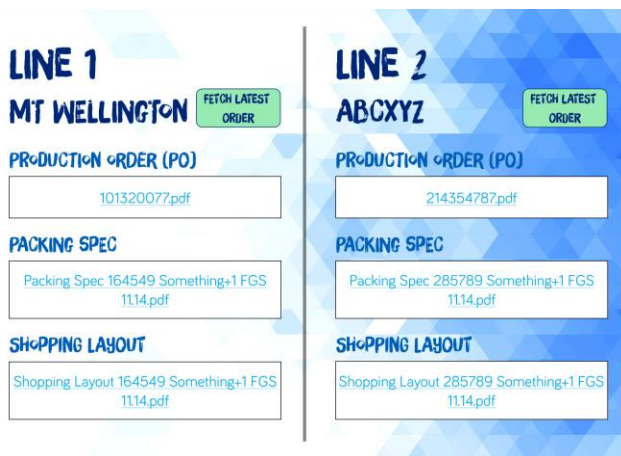 LINE 1
MT WELLINGTON
FETCH LATEST
ORDER
PRODUCTION ORDER (PO)
101320077.pdf
PACKING SPEC
Packing Spec 164549 Something+1 FGS
11.14.pdf
SHOPPING LAYOUT
Shopping Layout 164549 Something+1 FGS
11.14.pdf
LINE 2
ABCXYZ
FETCH LATEST
ORDER
PRODUCTION ORDER (PO)
214354787.pdf
PACKING SPEC
Packing Spec 285789 Something+1 FGS
11.14.pdf
SHOPPING LAYOUT
Shopping Layout 285789 Something+1 FGS
11.14.pdf